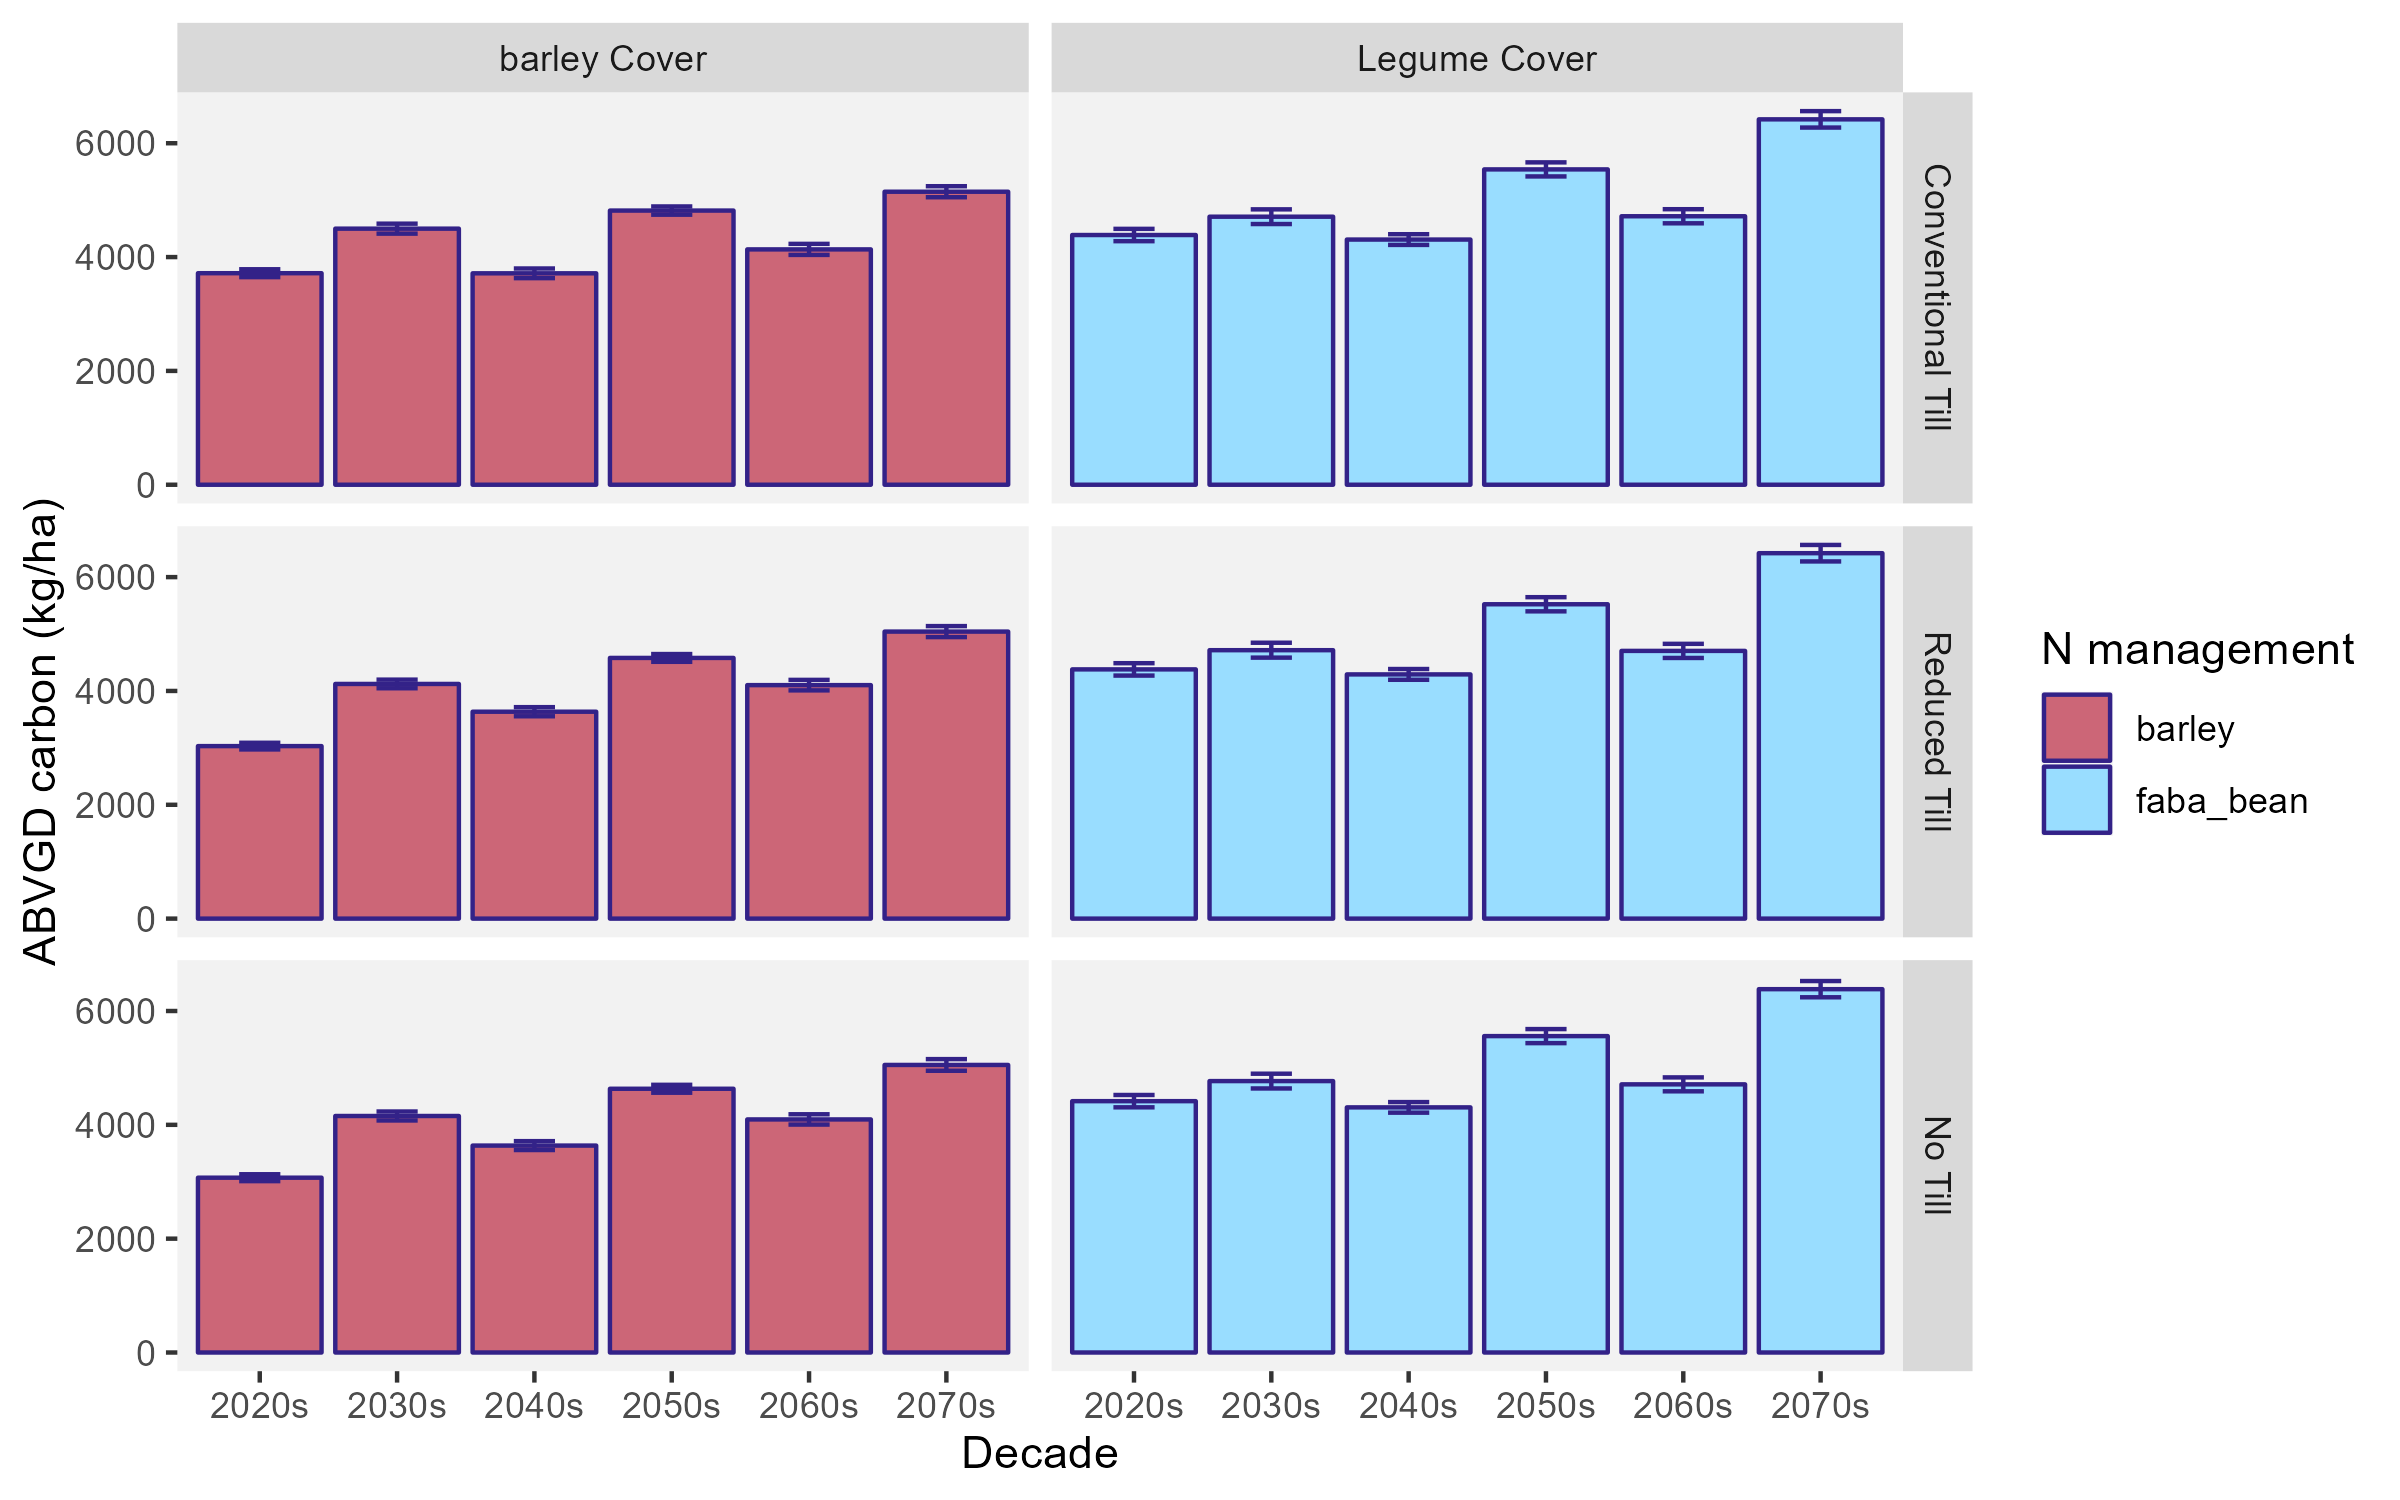 barley Cover
Legume Cover
6000
4000
2000
0
Conventional Till
6000
4000
2000
0
Reduced Till
6000
4000
2000
0
No Till
ABVGD carbon (kg/ha)
2020s 2030s 2040s 2050s 2060s 2070s
2020s 2030s 2040s 2050s 2060s 2070s
Decade
N management
barley
faba_bean